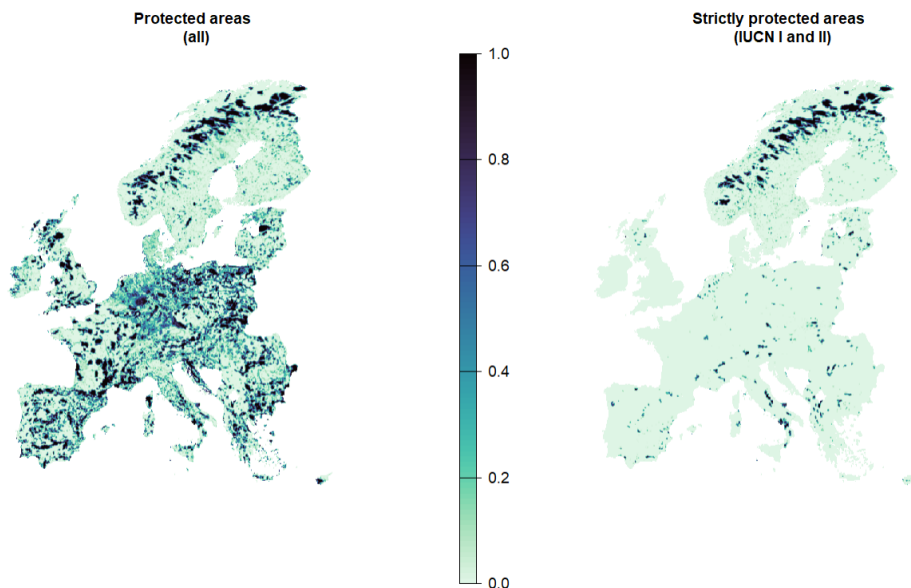 Protected areas
(all)
Strictly protected areas
(IUCN I and II)
1.0
0.8
0.6
0.4
0.2
0.0